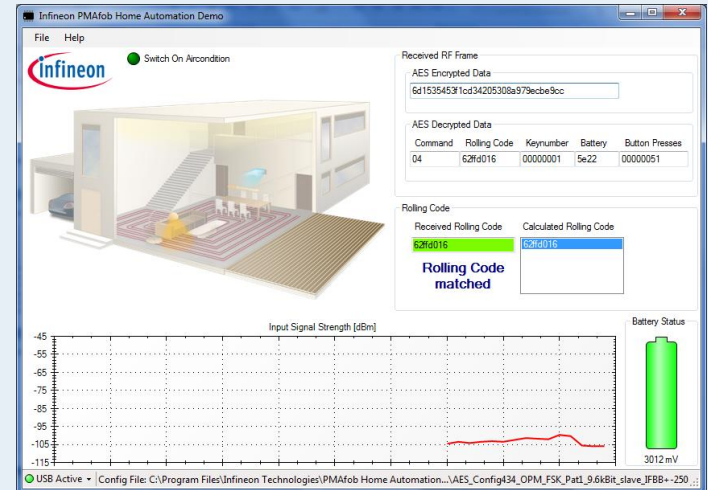 Infineon PMAfob Home Automation Demo
File Help
infineon
Switch On Aircondition
Received RF Frame
AES Encrypted Data
6d1535453f1cd34205308a979ecbe9cc
AES Decrypted Data
Command Rolling Code Keynumber Battery Button Presses
04 62ffd016 00000001 5e22 00000051
Rolling Code
Received Rolling Code Calculated Rolling Code
62ffd016 62ffd016
Rolling Code
matched
Input Signal Strength [dBm]
-45
-55
-65
-75
-85
-95
-105
-115
Battery Status
3012 mV
USB Active Config File: C:\Program Files\Infineon Technologies\PMAfob Home Automation...\AES_Config434_OPM_FSK_Pat1_9.6kBit_slave_IFBB+-250